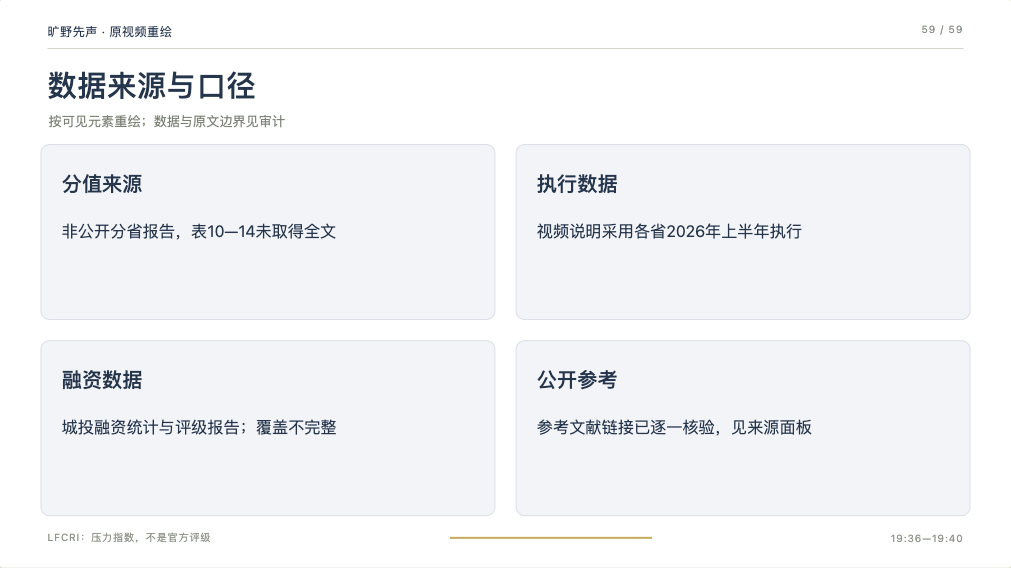 旷野先声 · 原视频重绘
59 / 59
数据来源与口径
按可见元素重绘；数据与原文边界见审计
分值来源
非公开分省报告，表10—14未取得全文
执行数据
视频说明采用各省2026年上半年执行
融资数据
城投融资统计与评级报告；覆盖不完整
公开参考
参考文献链接已逐一核验，见来源面板
LFCRI：压力指数，不是官方评级
19:36—19:40